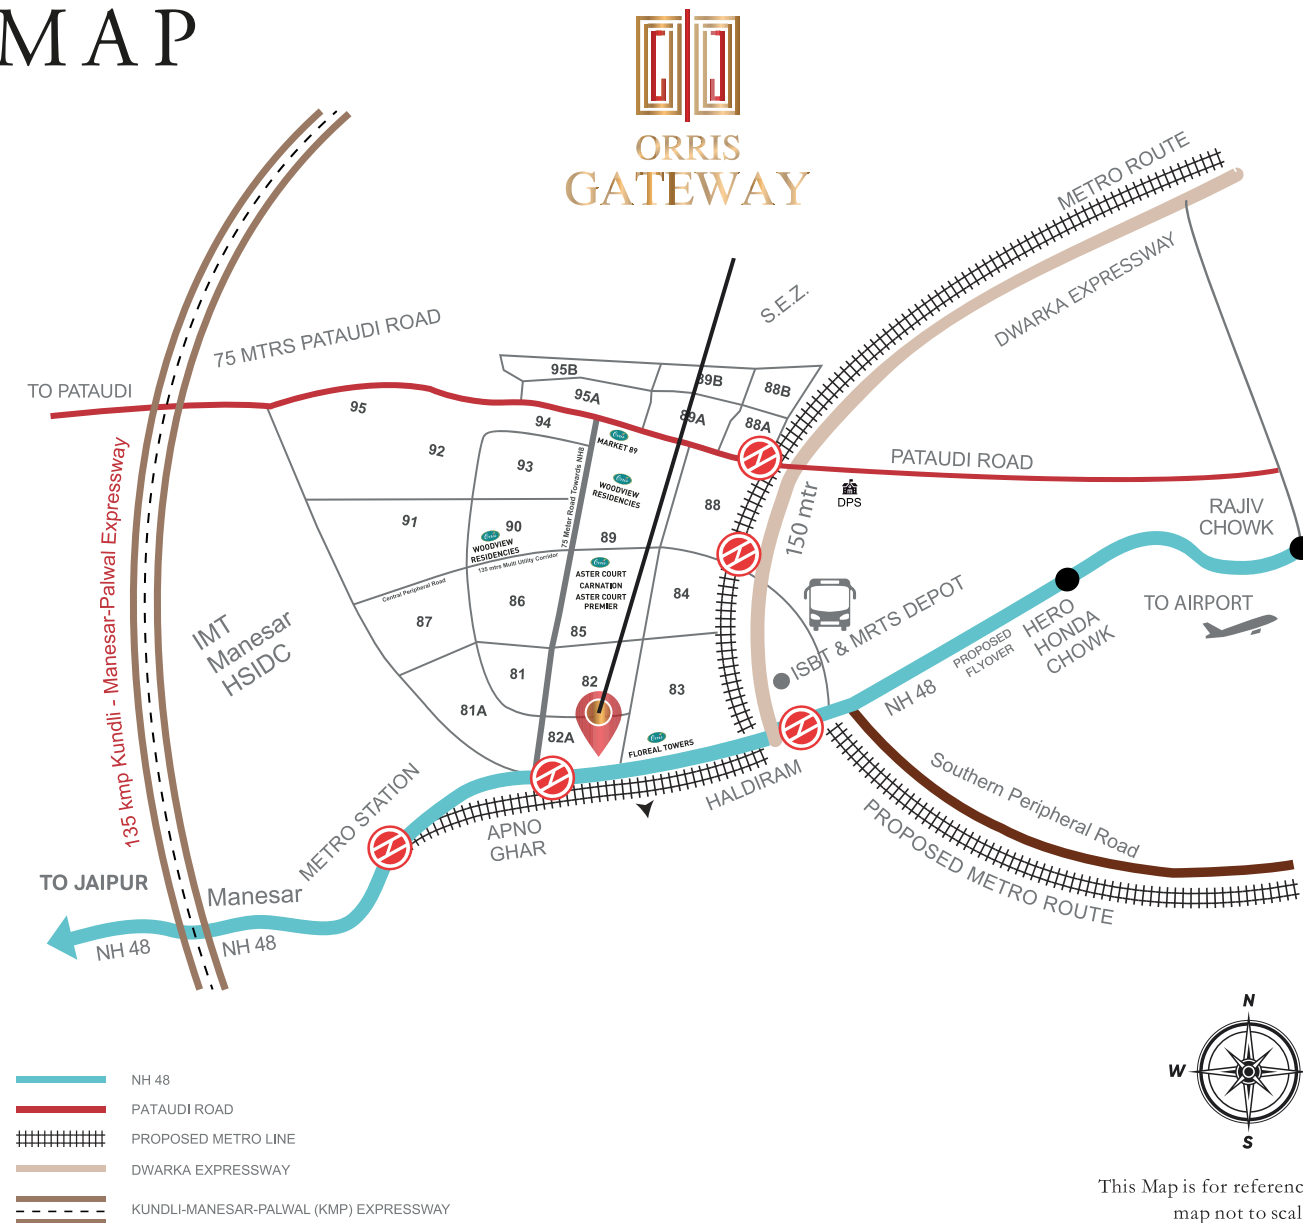 MAP
ORRIS
GATEWAY
METRO ROUTE
DWARKA EXPRESSWAY
S.E.Z.
75 MTRS PATAUDI ROAD
TO PATAUDI
95B
89B
88B
95A
89A
88A
95
94
MARKET 89
92
93
75 Meter Road Towards NH8
WOODVIEW
RESIDENCIES
88
PATAUDI ROAD
DPS
150 mtr
RAJIV
CHOWK
91
90
WOODVIEW
RESIDENCIES
89
135 mtrs Multi Utility Corridor
Central Peripheral Road
ASTER COURT
CARNATION
ASTER COURT
PREMIER
86
84
87
85
135 kmp Kundli - Manesar-Palwal Expressway
IMT
Manesar
HSIDC
ISBT & MRTS DEPOT
PROPOSED
FLYOVER
HERO
HONDA
CHOWK
TO AIRPORT
81
82
83
NH 48
81A
82A
FLOREAL TOWERS
METRO STATION
APNO
GHAR
HALDIRAM
Southern Peripheral Road
PROPOSED METRO ROUTE
TO JAIPUR
Manesar
NH 48
NH 48
N
W
S
NH 48
PATAUDI ROAD
PROPOSED METRO LINE
DWARKA EXPRESSWAY
KUNDLI-MANESAR-PALWAL (KMP) EXPRESSWAY
This Map is for referenc
map not to scal